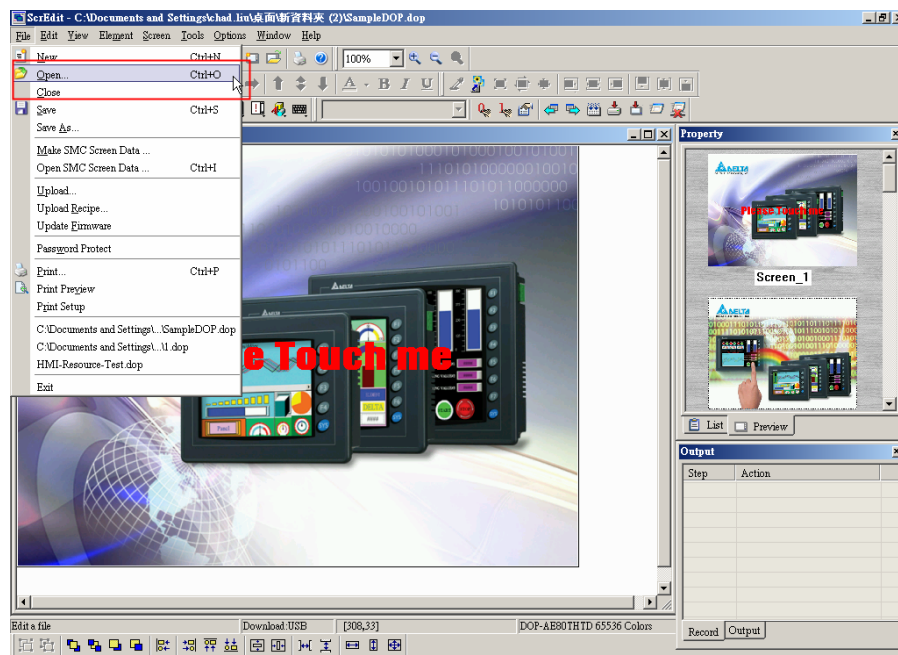 ScrEdit - C:\Documents and Settings\chad.liu\桌面\新資料夾 (2)\SampleDOP.dop
File Edit View Element Screen Tools Options Window Help
New Ctrl+N
100%
Open... Ctrl+O
A B I U
Close
Save Ctrl+S
Save As...
Make SMC Screen Data ...
Open SMC Screen Data ... Ctrl+I
Upload...
Upload Recipe...
Update Firmware
Password Protect
Print... Ctrl+P
Print Preview
Print Setup
C:\Documents and Settings\...\SampleDOP.dop
C:\Documents and Settings\...\1.dop
HMI-Resource-Test.dop
Exit
e Touch me
DELTA
Property
DELTA
Please Touch me
Screen_1
DELTA
List Preview
Output
Step Action
Record Output
Edit a file Download:USB [308,33] DOP-AE80THTD 65536 Colors